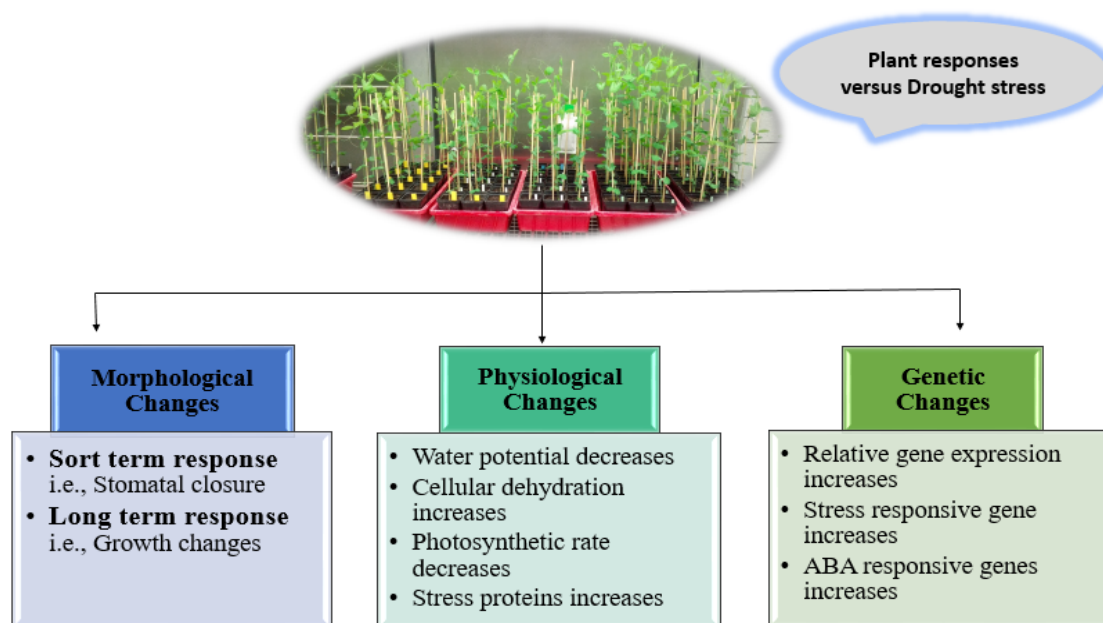 Plant responses
versus Drought stress
Morphological
Changes
• Sort term response
i.e., Stomatal closure
• Long term response
i.e., Growth changes
Physiological
Changes
• Water potential decreases
• Cellular dehydration
increases
• Photosynthetic rate
decreases
• Stress proteins increases
Genetic
Changes
• Relative gene expression
increases
• Stress responsive gene
increases
• ABA responsive genes
increases